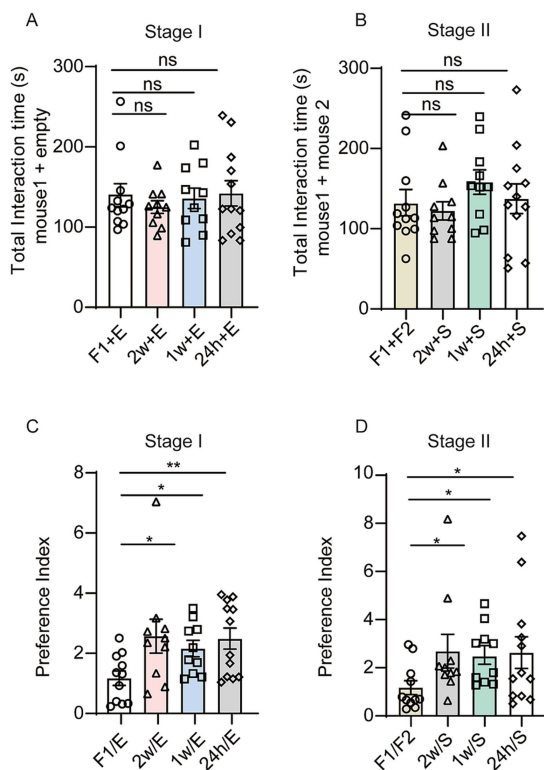 A
Stage I
Total Interaction time (s)
mouse1 + empty
300
200
100
0
ns
ns
ns
F1+E
2w+E
1w+E
24h+E
B
Stage II
Total Interaction time (s)
mouse1 + mouse 2
300
200
100
0
ns
ns
ns
F1+F2
2w+S
1w+S
24h+S
C
Stage I
Preference Index
8
6
4
2
0
**
*
*
F1/E
2w/E
1w/E
24h/E
D
Stage II
Preference Index
10
8
6
4
2
0
*
*
*
F1/F2
2w/S
1w/S
24h/S